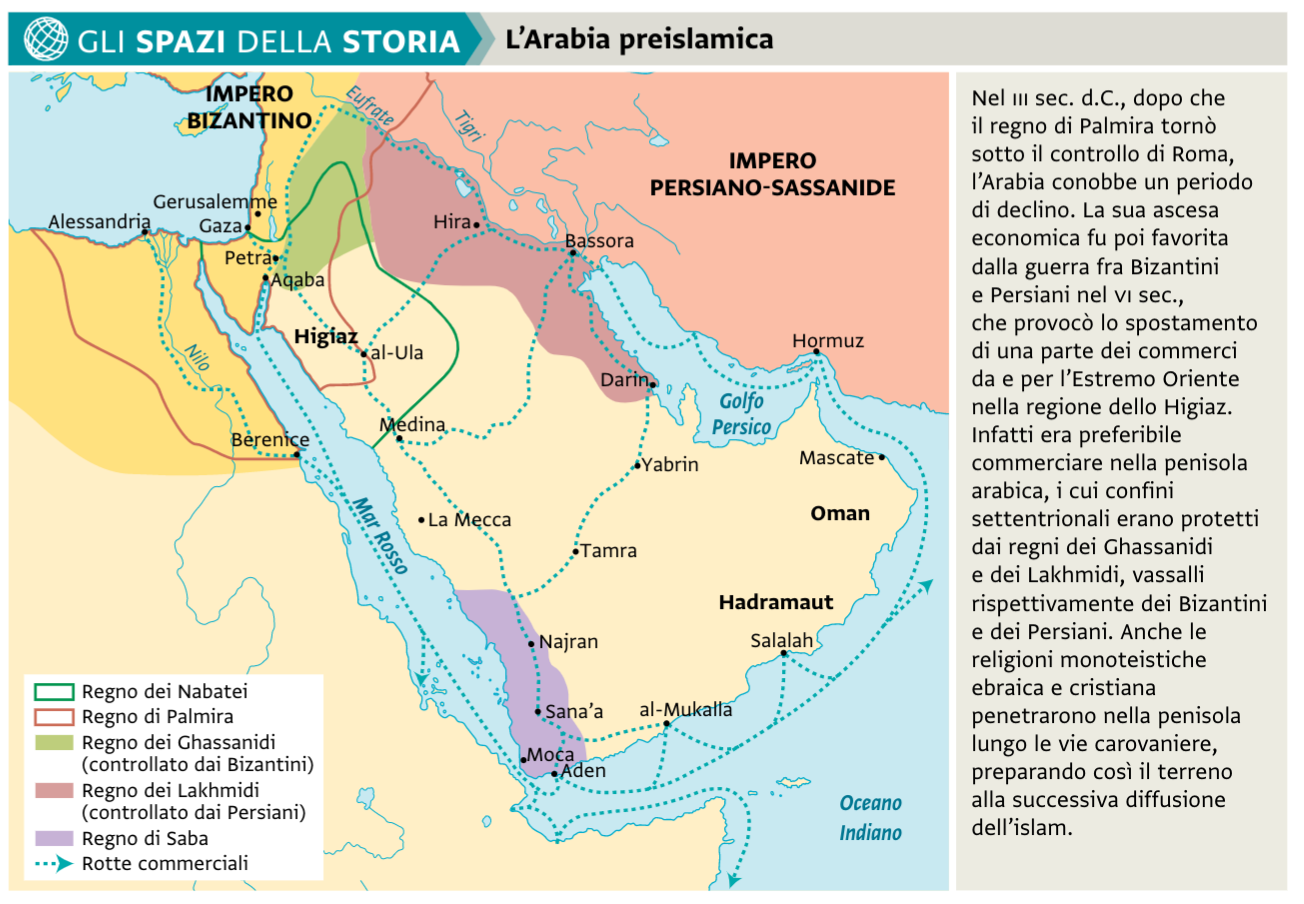 GLI SPAZI DELLA STORIA
L'Arabia preislamica
IMPERO
BIZANTINO
Eufrate
Tigri
IMPERO
PERSIANO-SASSANIDE
Gerusalemme
Alessandria
Gaza
Hira
Bassora
Petra
Aqaba
Nilo
Higiaz
al-Ula
Hormuz
Darin
Golfo
Persico
Medina
Berenice
Yabrin
Mascate
Mar Rosso
La Mecca
Oman
Tamra
Hadramaut
Najran
Salalah
Sana'a
al-Mukalla
Moca
Aden
Oceano
Indiano
Regno dei Nabatei
Regno di Palmira
Regno dei Ghassanidi
(controllato dai Bizantini)
Regno dei Lakhmidi
(controllato dai Persiani)
Regno di Saba
Rotte commerciali
Nel III sec. d.C., dopo che
il regno di Palmira tornò
sotto il controllo di Roma,
l'Arabia conobbe un periodo
di declino. La sua ascesa
economica fu poi favorita
dalla guerra fra Bizantini
e Persiani nel VI sec.,
che provocò lo spostamento
di una parte dei commerci
da e per l'Estremo Oriente
nella regione dello Higiaz.
Infatti era preferibile
commerciare nella penisola
arabica, i cui confini
settentrionali erano protetti
dai regni dei Ghassanidi
e dei Lakhmidi, vassalli
rispettivamente dei Bizantini
e dei Persiani. Anche le
religioni monoteistiche
ebraica e cristiana
penetrarono nella penisola
lungo le vie carovaniere,
preparando così il terreno
alla successiva diffusione
dell'islam.